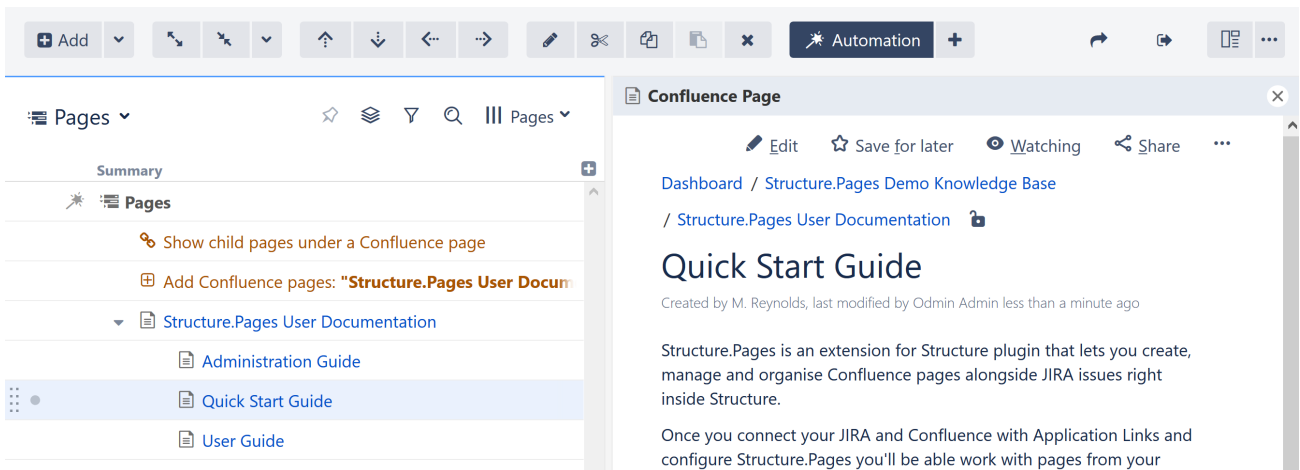 Add
Automation
Pages
Pages
Confluence Page
Edit Save for later Watching Share
Summary
Dashboard / Structure.Pages Demo Knowledge Base
Pages
/ Structure.Pages User Documentation
Show child pages under a Confluence page
Quick Start Guide
Add Confluence pages: "Structure.Pages User Docum
Created by M. Reynolds, last modified by Odmin Admin less than a minute ago
Structure.Pages User Documentation
Structure.Pages is an extension for Structure plugin that lets you create,
Administration Guide
manage and organise Confluence pages alongside JIRA issues right
inside Structure.
Quick Start Guide
Once you connect your JIRA and Confluence with Application Links and
User Guide
configure Structure.Pages you'll be able work with pages from your